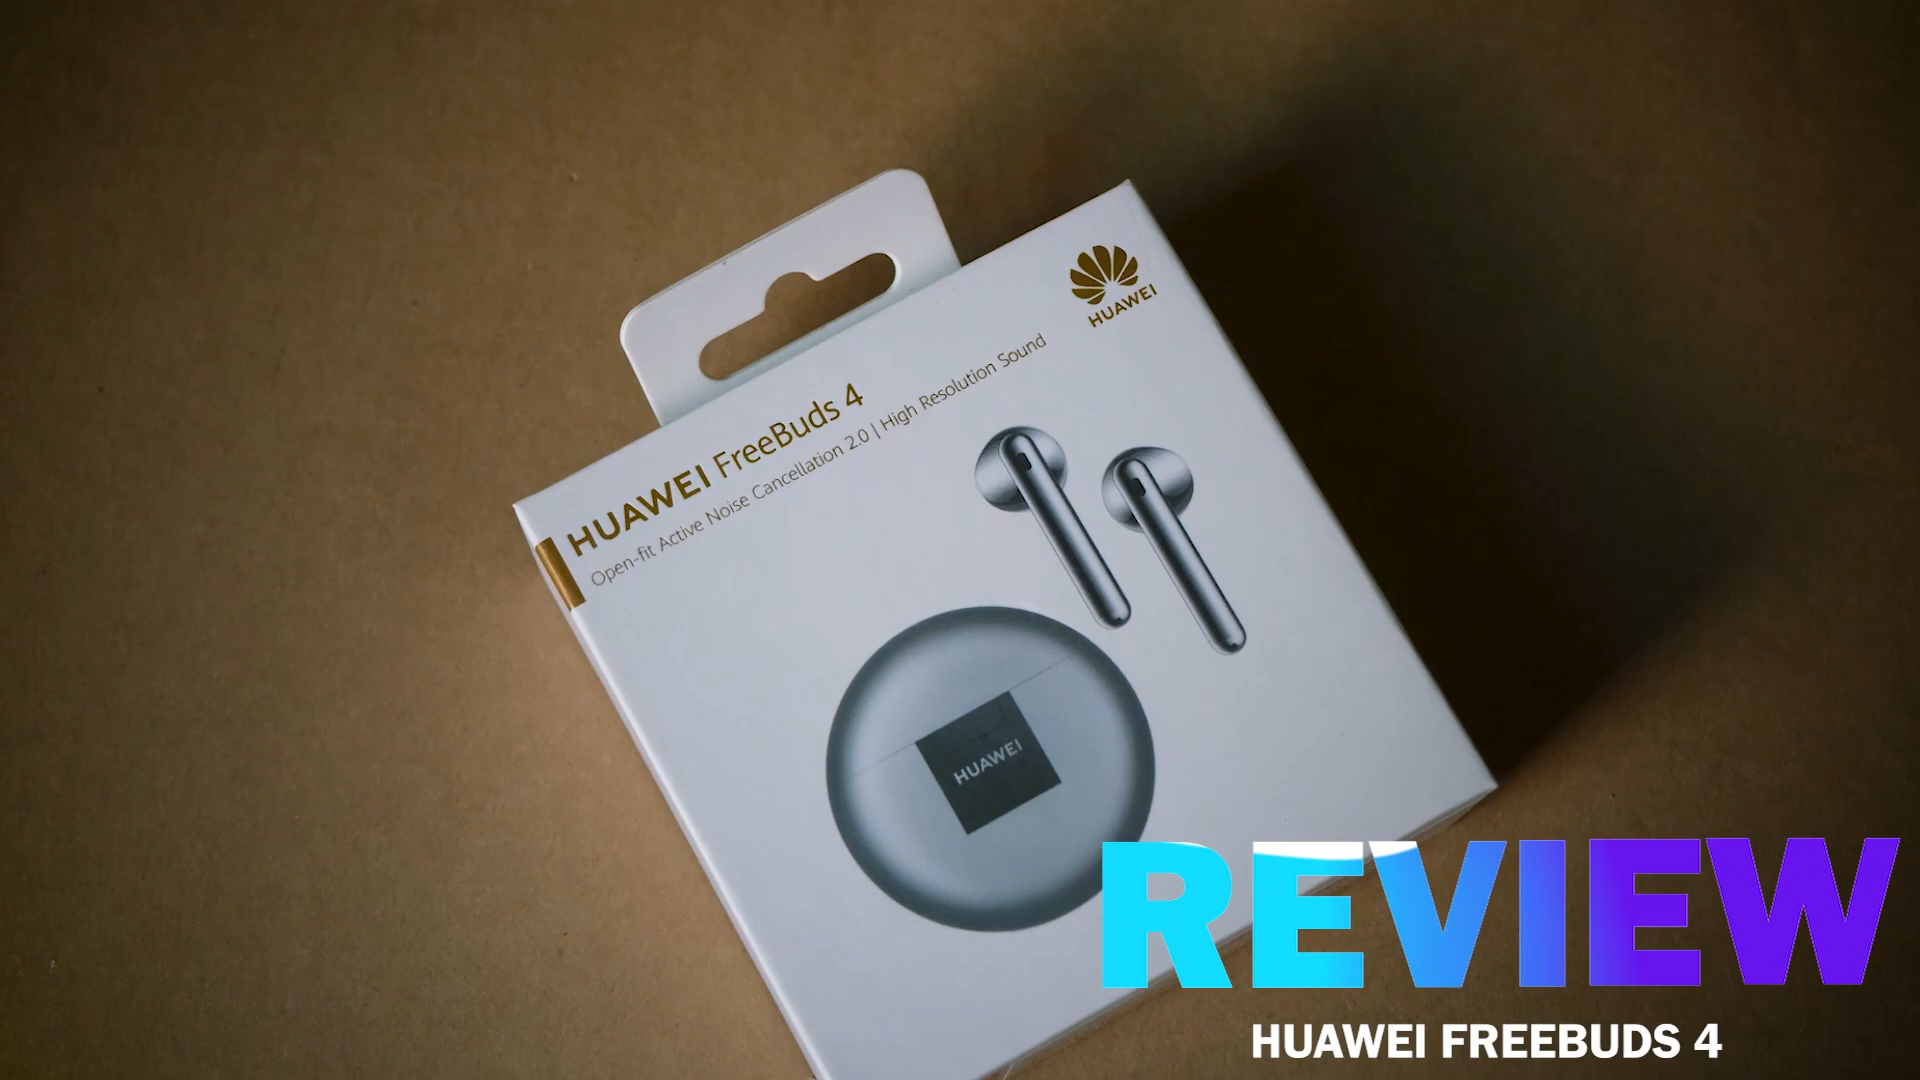 HUAWEI
HUAWEI FreeBuds 4
Open-fit Active Noise Cancellation 2.0 | High Resolution Sound
HUAWEI
REVIEW
HUAWEI FREEBUDS 4